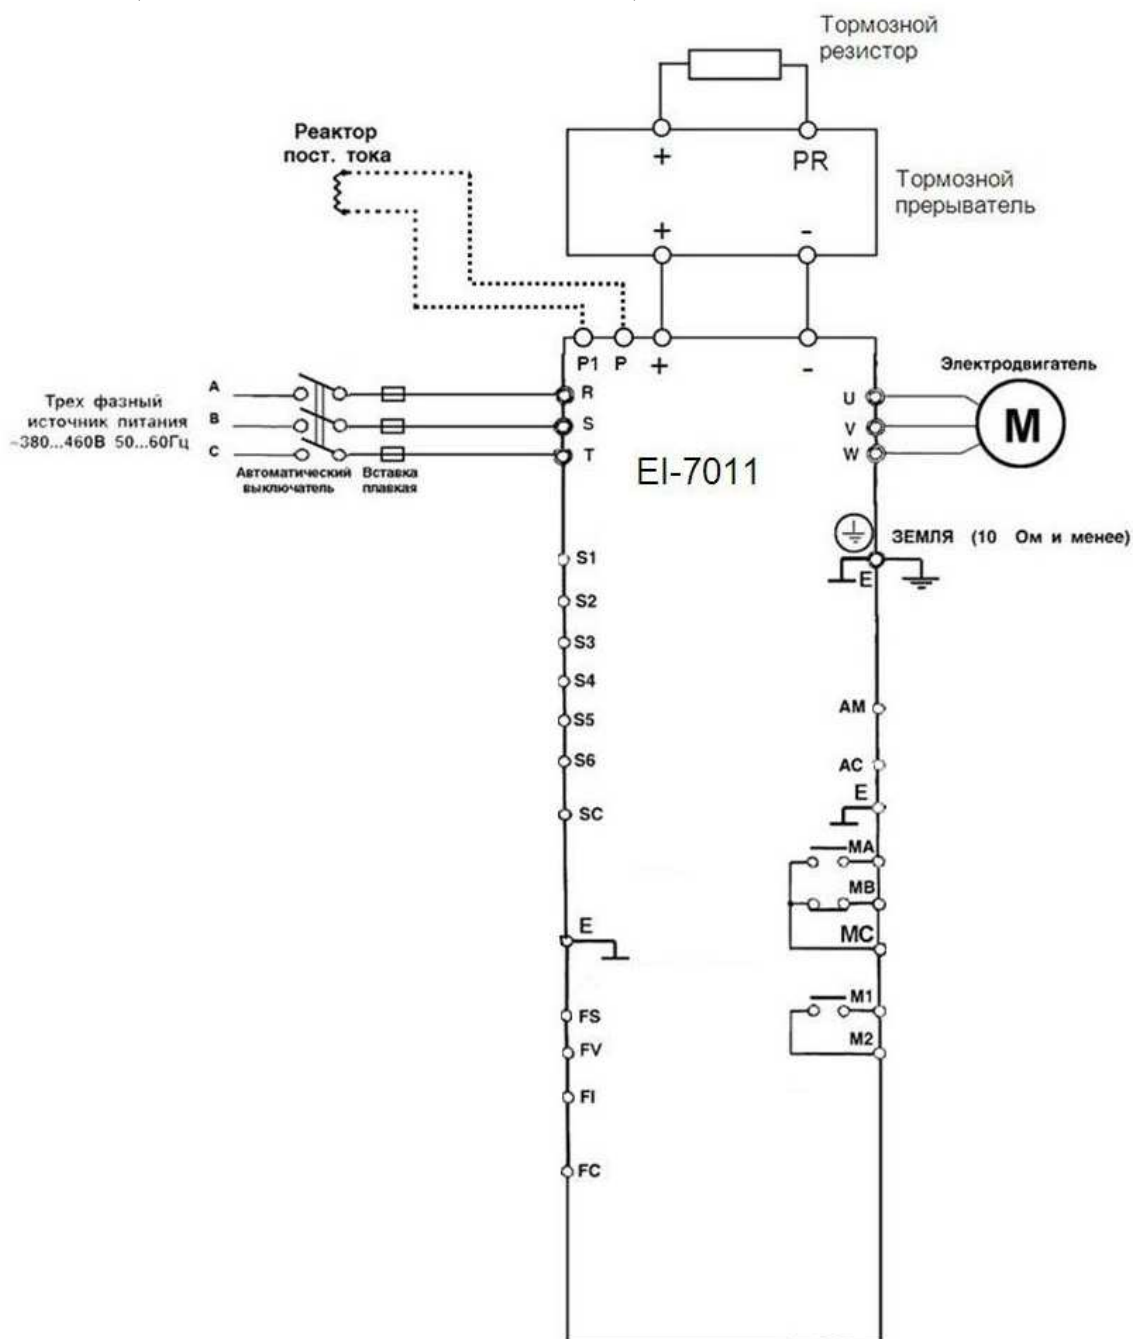 Тормозной
резистор
Реактор
пост. тока
+
PR
Тормозной
прерыватель
+
-
P1
P
+
-
Электродвигатель
A
R
U
M
Трех фазный
источник питания
~380...460В 50...60Гц
B
S
V
C
T
W
Автоматический
выключатель
Вставка
плавкая
EI-7011
ЗЕМЛЯ (10 Ом и менее)
E
S1
S2
S3
S4
S5
S6
SC
AM
AC
E
MA
MB
MC
E
M1
M2
FS
FV
FI
FC